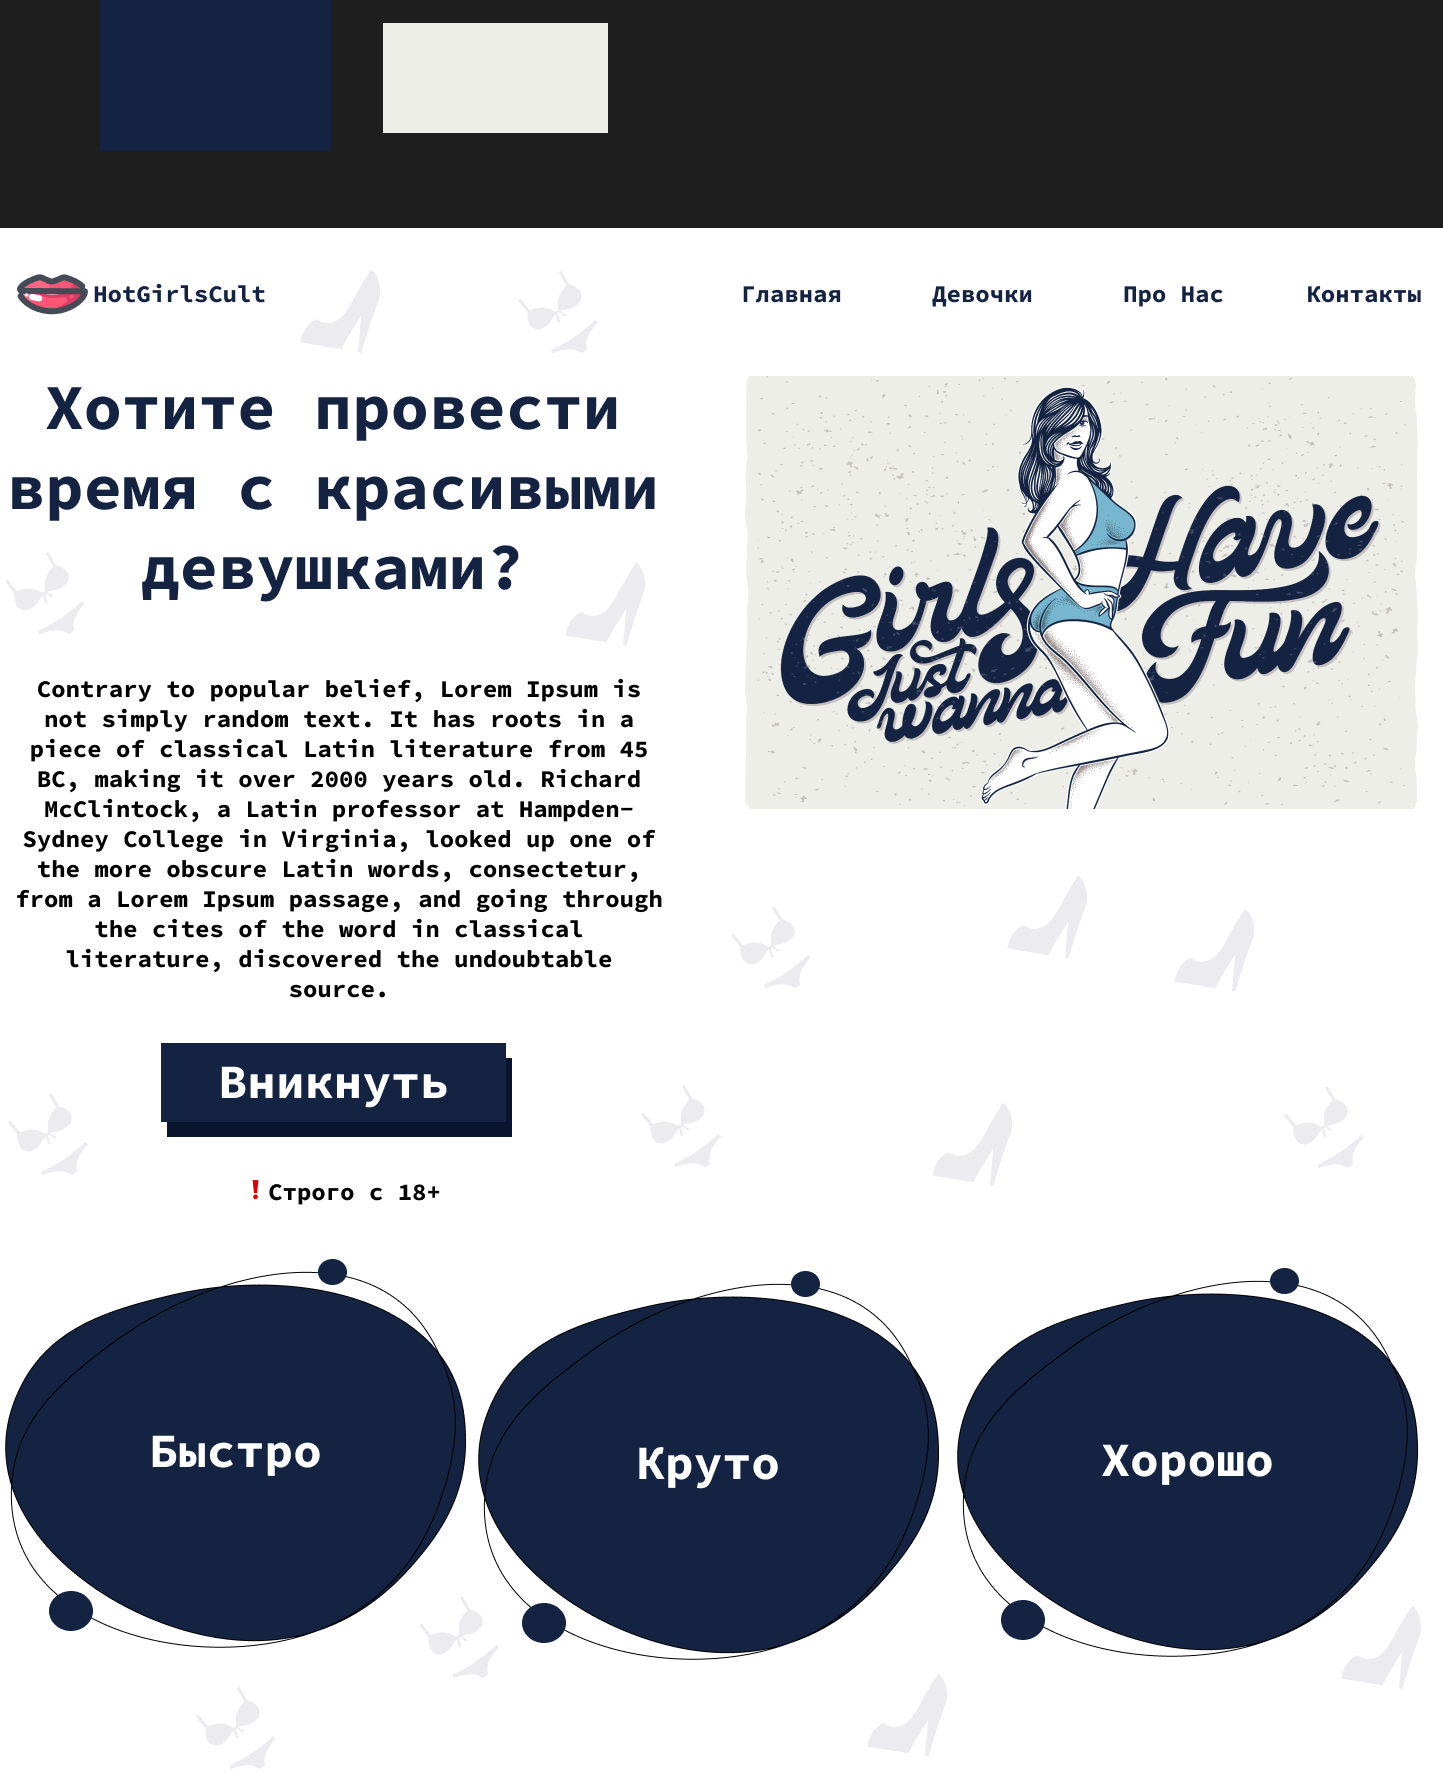 HotGirlsCult
Главная
Девочки
Про Нас
Контакты
Хотите провести
время с красивыми
девушками?
Girls Have
Just Fun
wanna
Contrary to popular belief, Lorem Ipsum is
not simply random text. It has roots in a
piece of classical Latin literature from 45
BC, making it over 2000 years old. Richard
McClintock, a Latin professor at Hampden-
Sydney College in Virginia, looked up one of
the more obscure Latin words, consectetur,
from a Lorem Ipsum passage, and going through
the cites of the word in classical
literature, discovered the undoubtable
source.
Вникнуть
!Строго с 18+
Быстро
Круто
Хорошо